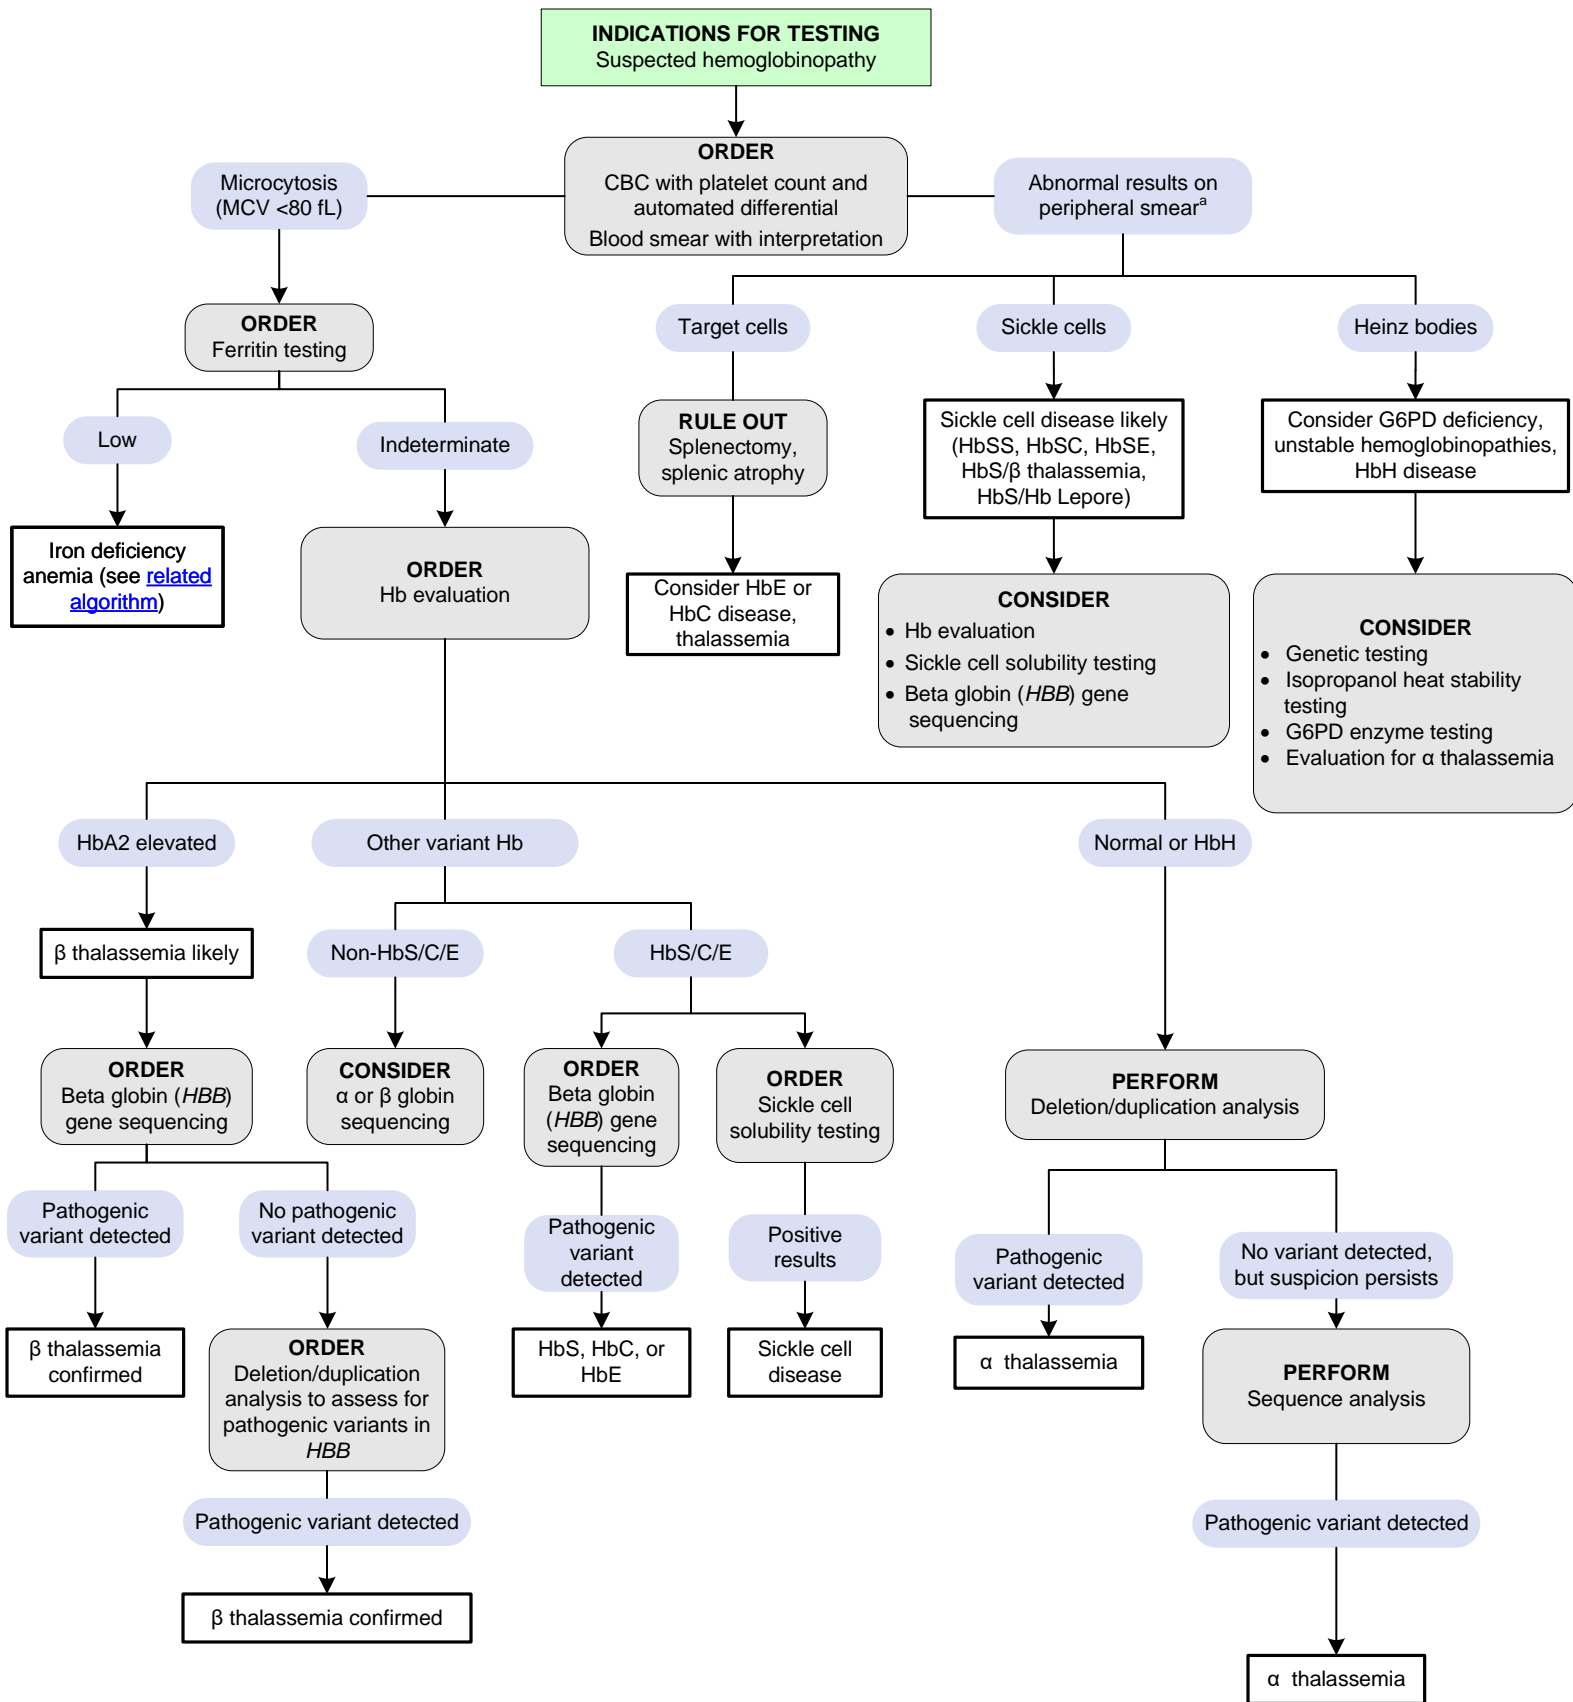 INDICATIONS FOR TESTING
Suspected hemoglobinopathy
ORDER
CBC with platelet count and
automated differential
Blood smear with interpretation
Microcytosis
(MCV <80 fL)
Abnormal results on
peripheral smearᵃ
ORDER
Ferritin testing
Target cells
Sickle cells
Heinz bodies
Low
Indeterminate
RULE OUT
Splenectomy,
splenic atrophy
Sickle cell disease likely
(HbSS, HbSC, HbSE,
HbS/β thalassemia,
HbS/Hb Lepore)
Consider G6PD deficiency,
unstable hemoglobinopathies,
HbH disease
Iron deficiency
anemia (see related
algorithm)
ORDER
Hb evaluation
Consider HbE or
HbC disease,
thalassemia
CONSIDER
• Hb evaluation
• Sickle cell solubility testing
• Beta globin (HBB) gene
sequencing
CONSIDER
• Genetic testing
• Isopropanol heat stability
testing
• G6PD enzyme testing
• Evaluation for α thalassemia
HbA2 elevated
Other variant Hb
Normal or HbH
β thalassemia likely
Non-HbS/C/E
HbS/C/E
ORDER
Beta globin (HBB)
gene sequencing
CONSIDER
α or β globin
sequencing
ORDER
Beta globin
(HBB) gene
sequencing
ORDER
Sickle cell
solubility testing
PERFORM
Deletion/duplication analysis
Pathogenic
variant detected
No pathogenic
variant detected
Pathogenic
variant
detected
Positive
results
Pathogenic
variant detected
No variant detected,
but suspicion persists
β thalassemia
confirmed
ORDER
Deletion/duplication
analysis to assess for
pathogenic variants in
HBB
HbS, HbC, or
HbE
Sickle cell
disease
α thalassemia
PERFORM
Sequence analysis
Pathogenic variant detected
Pathogenic variant detected
β thalassemia confirmed
α thalassemia